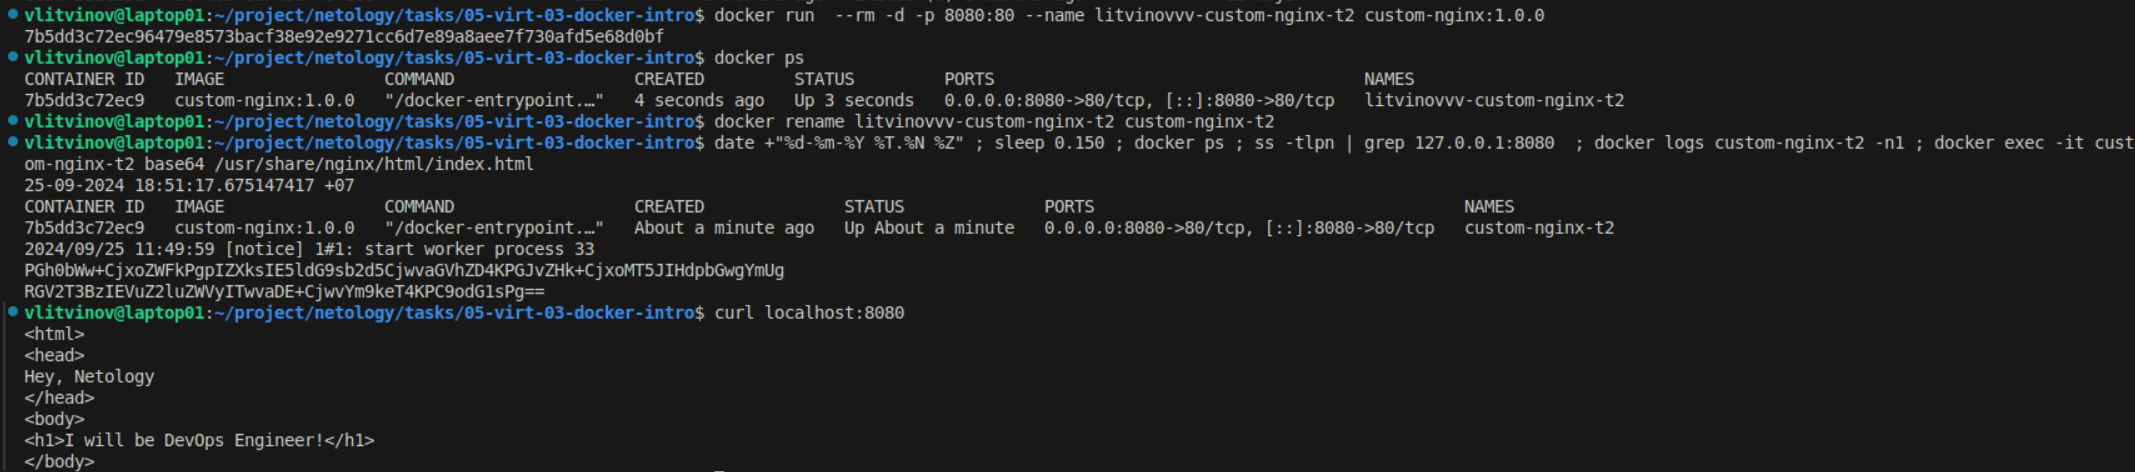 vlitvinov@laptop01:~/project/netology/tasks/05-virt-03-docker-intro$ docker run  --rm -d -p 8080:80 --name litvinovvv-custom-nginx-t2 custom-nginx:1.0.0
7b5dd3c72ec96479e8573bacf38e92e9271cc6d7e89a8aee7f730afd5e68d0bf
vlitvinov@laptop01:~/project/netology/tasks/05-virt-03-docker-intro$ docker ps
CONTAINER ID   IMAGE                COMMAND                  CREATED         STATUS         PORTS                                     NAMES
7b5dd3c72ec9   custom-nginx:1.0.0   "/docker-entrypoint.…"   4 seconds ago   Up 3 seconds   0.0.0.0:8080->80/tcp, [::]:8080->80/tcp   litvinovvv-custom-nginx-t2
vlitvinov@laptop01:~/project/netology/tasks/05-virt-03-docker-intro$ docker rename litvinovvv-custom-nginx-t2 custom-nginx-t2
vlitvinov@laptop01:~/project/netology/tasks/05-virt-03-docker-intro$ date +"%d-%m-%Y %T.%N %Z" ; sleep 0.150 ; docker ps ; ss -tlpn | grep 127.0.0.1:8080  ; docker logs custom-nginx-t2 -n1 ; docker exec -it cust
om-nginx-t2 base64 /usr/share/nginx/html/index.html
25-09-2024 18:51:17.675147417 +07
CONTAINER ID   IMAGE                COMMAND                  CREATED              STATUS              PORTS                                     NAMES
7b5dd3c72ec9   custom-nginx:1.0.0   "/docker-entrypoint.…"   About a minute ago   Up About a minute   0.0.0.0:8080->80/tcp, [::]:8080->80/tcp   custom-nginx-t2
2024/09/25 11:49:59 [notice] 1#1: start worker process 33
PGh0bWw+CjxoZWFkPgpIZXksIE5ldG9sb2d5CjwvaGVhZD4KPGJvZHk+CjxoMT5JIHdpbGwgYmUg
RGV2T3BzIEVuZ2luZWVyITwvaDE+CjwvYm9keT4KPC9odG1sPg==
vlitvinov@laptop01:~/project/netology/tasks/05-virt-03-docker-intro$ curl localhost:8080
<html>
<head>
Hey, Netology
</head>
<body>
<h1>I will be DevOps Engineer!</h1>
</body>